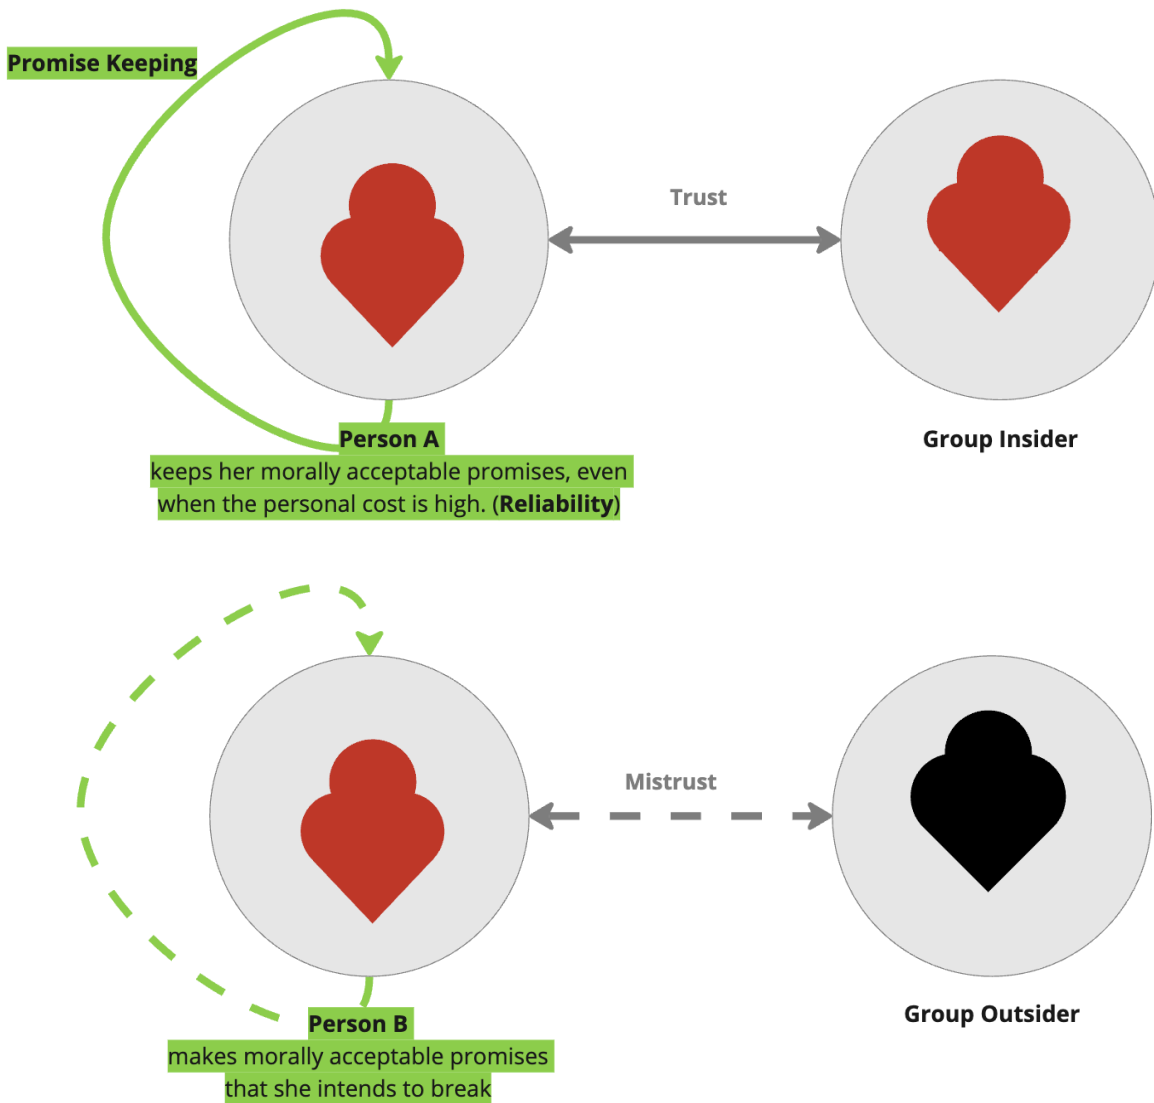 Promise Keeping
Trust
Person A
Group Insider
keeps her morally acceptable promises, even
when the personal cost is high. (Reliability)
Mistrust
Group Outsider
Person B
makes morally acceptable promises
that she intends to break